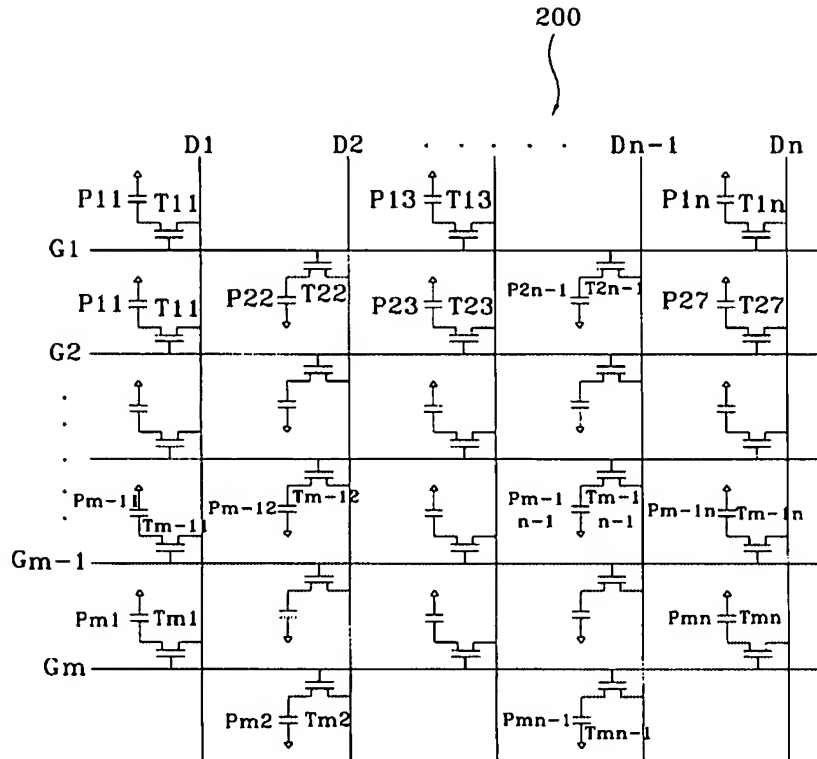 200
D1 D2 . . . . . Dn-1 Dn
P11 T11 P13 T13 P1n T1n
G1
P22 T22 P2n-1 T2n-1
P11 T11 P23 T23 P27 T27
G2
Pm-11 Tm-11 Pm-12 Tm-12 Pm-1 n-1 Tm-1 n-1 Pm-1n Tm-1n
Gm-1
Pm1 Tm1 Pmn Tmn
Gm
Pm2 Tm2 Pmn-1 Tmn-1